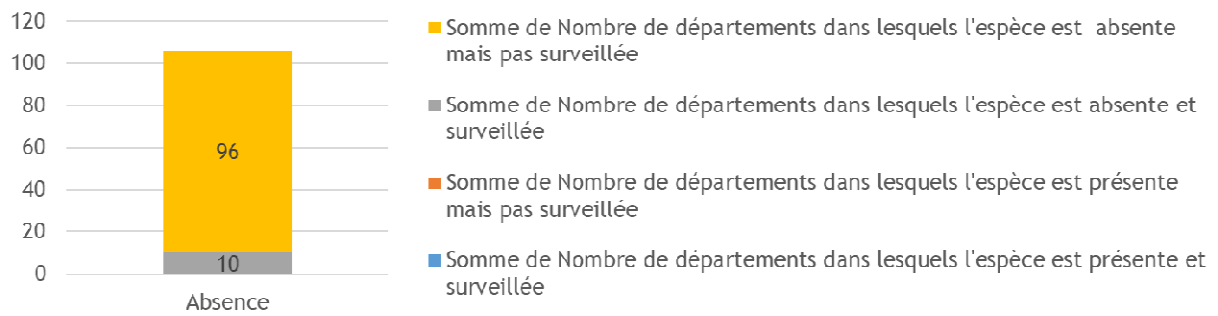 120
100
80
60
40
20
0
96
10
Absence
Somme de Nombre de départements dans lesquels l'espèce est absente
mais pas surveillée
Somme de Nombre de départements dans lesquels l'espèce est absente et
surveillée
Somme de Nombre de départements dans lesquels l'espèce est présente
mais pas surveillée
Somme de Nombre de départements dans lesquels l'espèce est présente et
surveillée